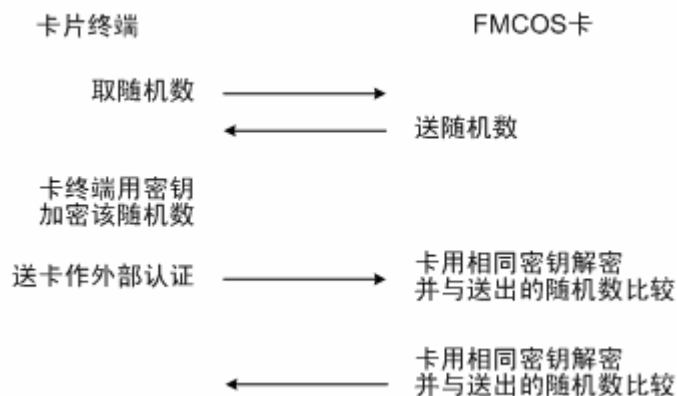 卡片终端
FMCOS卡
取随机数
送随机数
卡终端用密钥
加密该随机数
送卡作外部认证
卡用相同密钥解密
并与送出的随机数比较
卡用相同密钥解密
并与送出的随机数比较